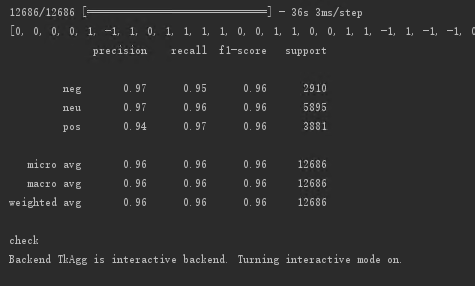 12686/12686 [==============================] - 36s 3ms/step
[0, 0, 0, 0, 1, -1, 1, 0, 1, 1, 1, 0, 0, 1, 1, 0, 0, 1, 1, -1, 1, -1, -1, 0
precision recall f1-score support
neg 0.97 0.95 0.96 2910
neu 0.97 0.96 0.96 5895
pos 0.94 0.97 0.96 3881
micro avg 0.96 0.96 0.96 12686
macro avg 0.96 0.96 0.96 12686
weighted avg 0.96 0.96 0.96 12686
check
Backend TkAgg is interactive backend. Turning interactive mode on.